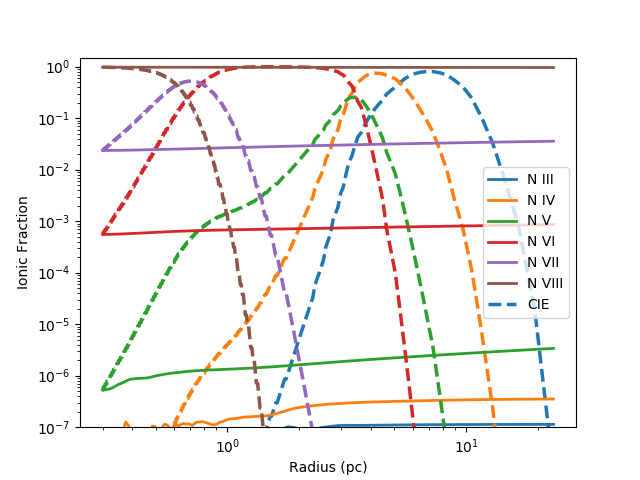 10⁰
10⁻¹
10⁻²
10⁻³
10⁻⁴
10⁻⁵
10⁻⁶
10⁻⁷
Ionic Fraction
N III
N IV
N V
N VI
N VII
N VIII
CIE
10⁰ 10¹
Radius (pc)